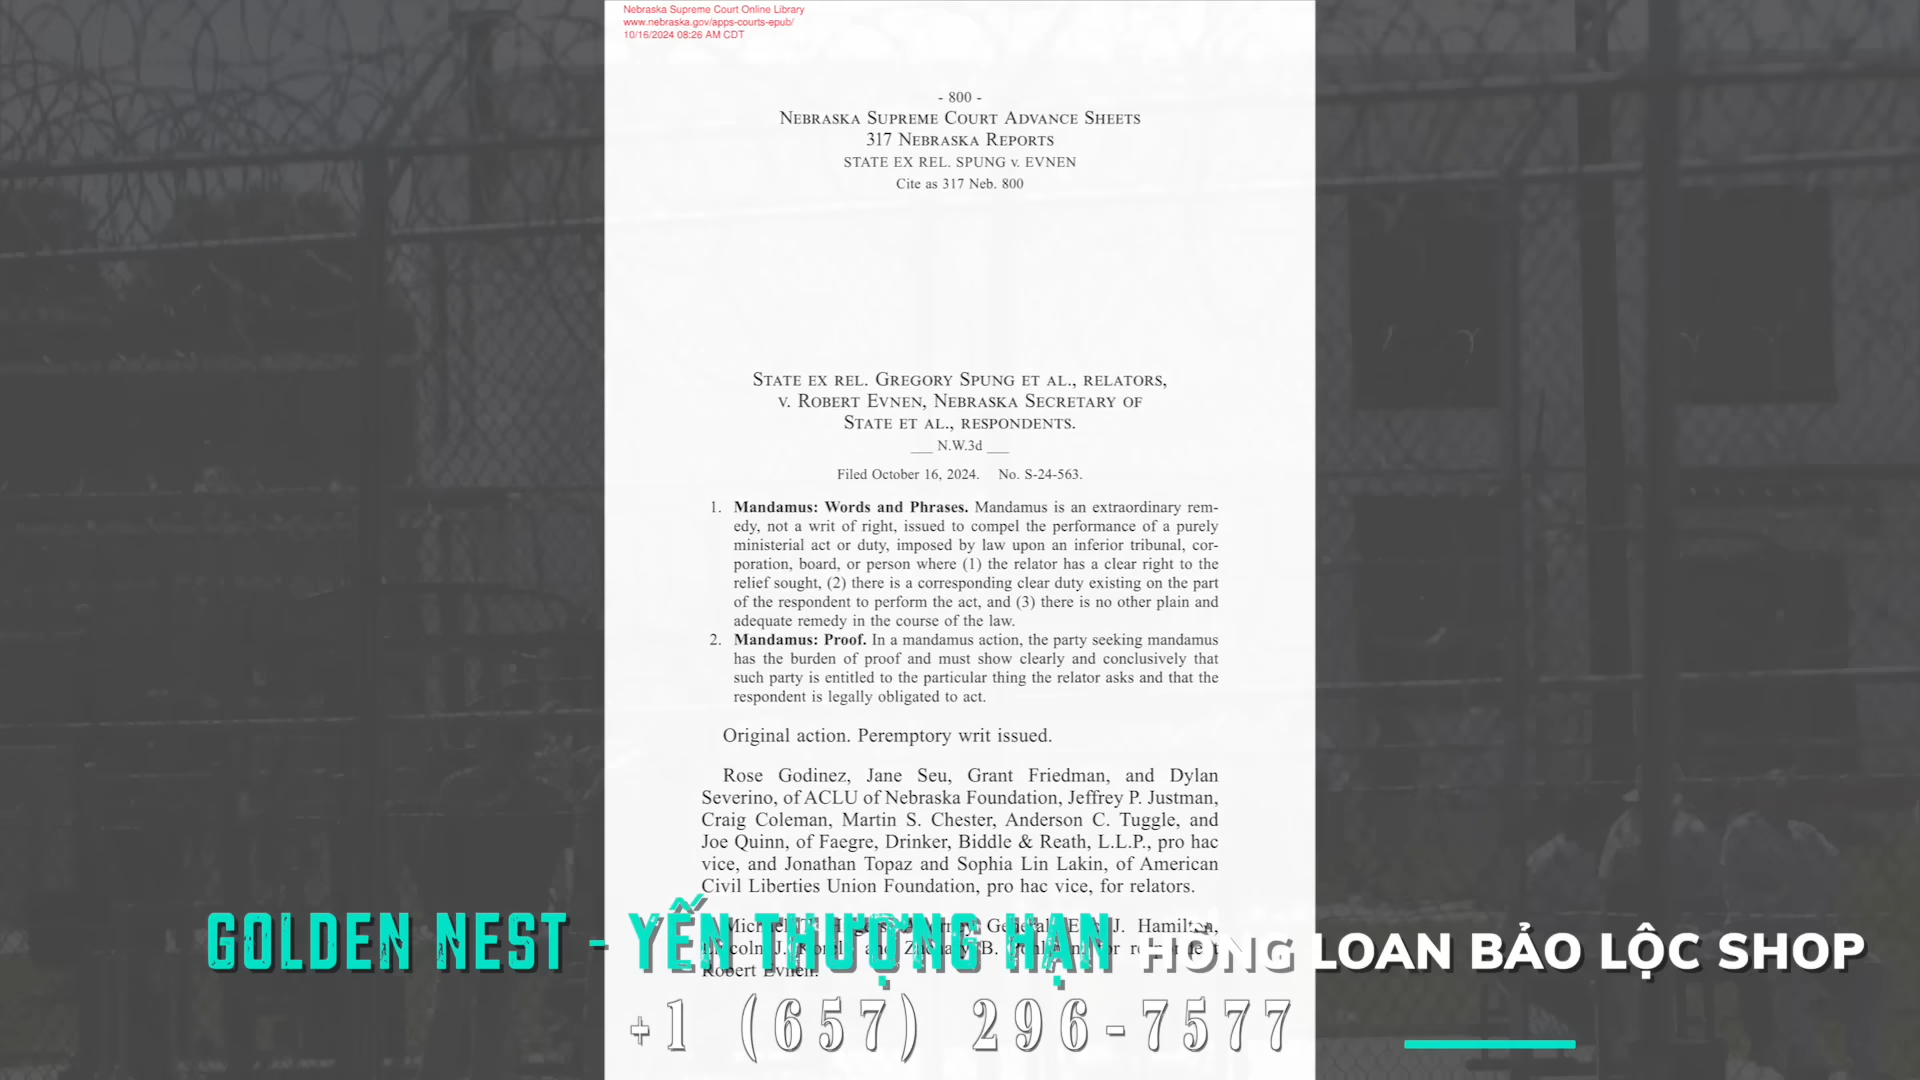 Nebraska Supreme Court Online Library
www.nebraska.gov/apps-courts-epub/
10/16/2024 08:26 AM CDT
- 800 -
Nebraska Supreme Court Advance Sheets
317 Nebraska Reports
STATE EX REL. SPUNG v. EVNEN
Cite as 317 Neb. 800
State ex rel. Gregory Spung et al., relators,
v. Robert Evnen, Nebraska Secretary of
State et al., respondents.
___ N.W.3d ___
Filed October 16, 2024. No. S-24-563.
1. Mandamus: Words and Phrases. Mandamus is an extraordinary rem-
edy, not a writ of right, issued to compel the performance of a purely
ministerial act or duty, imposed by law upon an inferior tribunal, cor-
poration, board, or person where (1) the relator has a clear right to the
relief sought, (2) there is a corresponding clear duty existing on the part
of the respondent to perform the act, and (3) there is no other plain and
adequate remedy in the course of the law.
2. Mandamus: Proof. In a mandamus action, the party seeking mandamus
has the burden of proof and must show clearly and conclusively that
such party is entitled to the particular thing the relator asks and that the
respondent is legally obligated to act.
Original action. Peremptory writ issued.
Rose Godinez, Jane Seu, Grant Friedman, and Dylan
Severino, of ACLU of Nebraska Foundation, Jeffrey P. Justman,
Craig Coleman, Martin S. Chester, Anderson C. Tuggle, and
Joe Quinn, of Faegre, Drinker, Biddle & Reath, L.L.P., pro hac
vice, and Jonathan Topaz and Sophia Lin Lakin, of American
Civil Liberties Union Foundation, pro hac vice, for relators.
J. Hamilton,
and B.
Robert Evnen.
GOLDEN NEST - YẾN THƯỢNG HẠN HỒNG LOAN BẢO LỘC SHOP
+1 (657) 296-7577